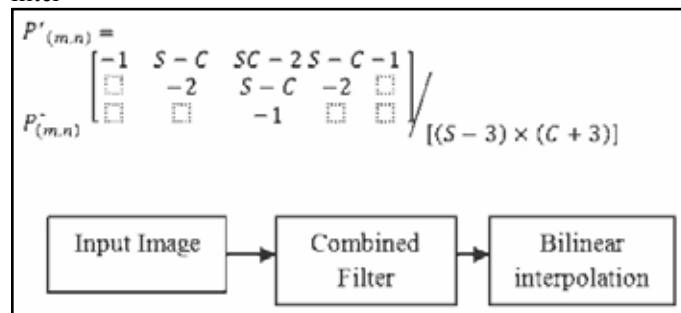 P'(m,n) =
[−1 S − C SC − 2 S − C −1
−2 S − C −2
P̄(m,n) −1 ] / [(S − 3) × (C + 3)]
Input Image
Combined
Filter
Bilinear
interpolation